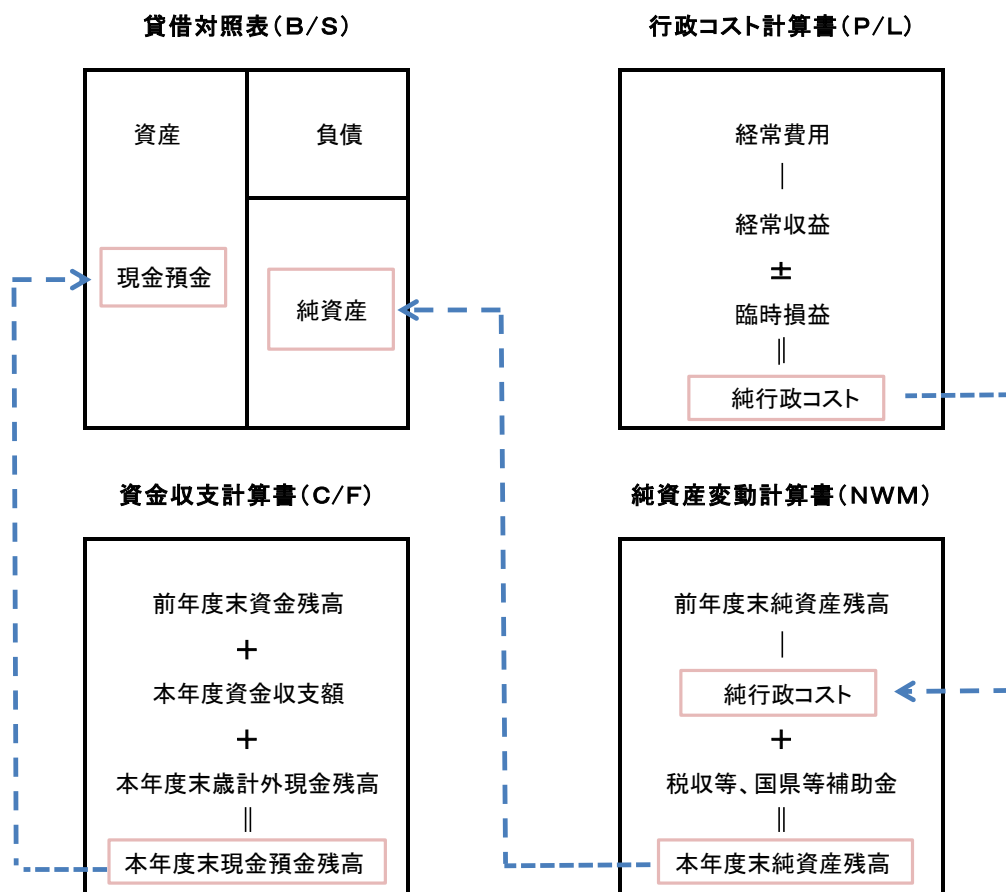 貸借対照表(B/S)
資産
負債
現金預金
純資産
行政コスト計算書(P/L)
経常費用
｜
経常収益
±
臨時損益
||
純行政コスト
資金収支計算書(C/F)
前年度末資金残高
＋
本年度資金収支額
＋
本年度末歳計外現金残高
||
本年度末現金預金残高
純資産変動計算書(NWM)
前年度末純資産残高
｜
純行政コスト
＋
税収等、国県等補助金
||
本年度末純資産残高